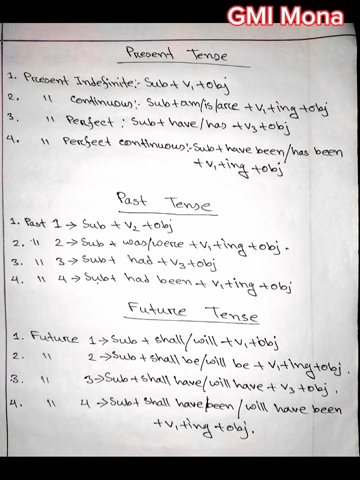 GMI Mona
Present Tense
1. Present Indefinite:- Sub + V₁ + obj
2. " continuous:- Sub + am/is/are + V₁ + ing + obj
3. " Perfect : Sub + have/has + V3 + obj
4. " Perfect continuous:- Sub + have been/has been
+ V₁ + ing + obj
Past Tense
1. Past 1 → Sub + V₂ + obj
2. " 2 → Sub + was/were + V₁ + ing + obj.
3. " 3 → Sub + had + V3 + obj
4. " 4 → Sub + had been + V₁ + ing + obj
Future Tense
1. Future 1 → Sub + shall/will + V₁ + obj
2. " 2 → Sub + shall be/will be + V₁ + ing + obj.
3. " 3 → Sub + shall have/will have + V3 + obj.
4. " 4 → Sub + shall have been/will have been
+ V₁ + ing + obj.